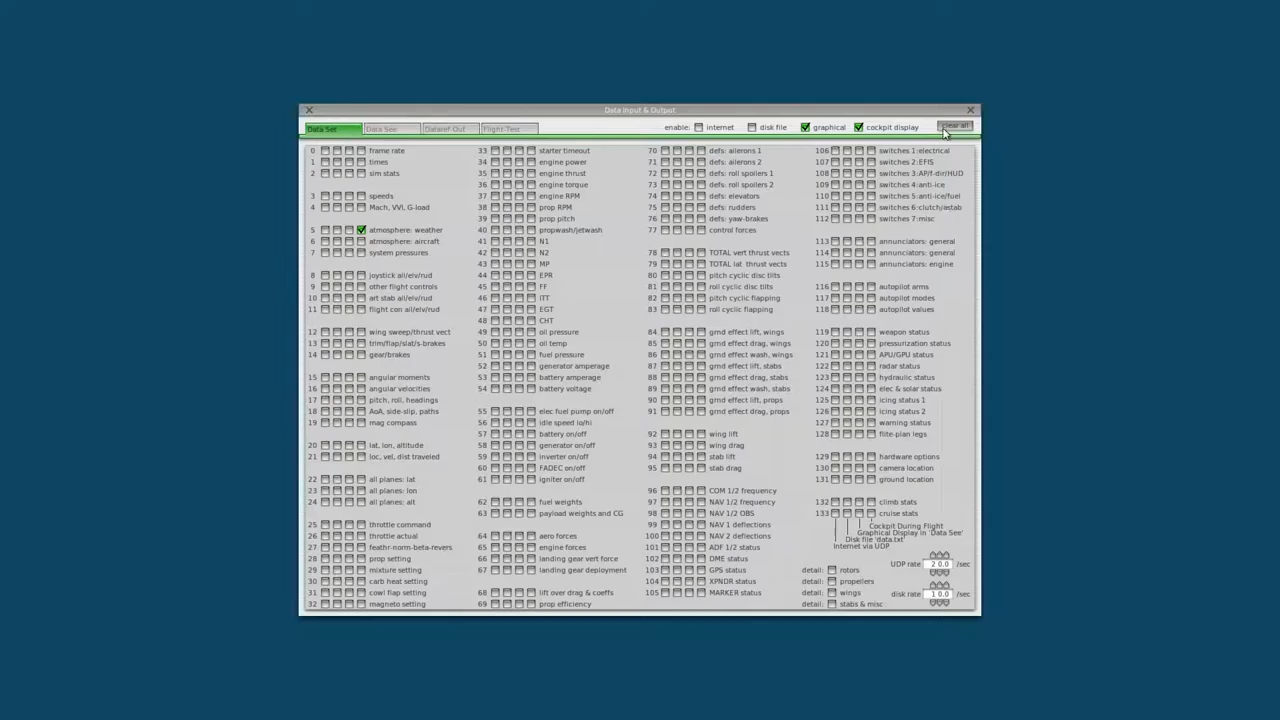 Data Input & Output
Data Set Data See Dataref-Out Flight-Test enable: internet disk file graphical cockpit display clear all
0 frame rate
1 times
2 sim stats
3 speeds
4 Mach, VVI, G-load
5 atmosphere: weather
6 atmosphere: aircraft
7 system pressures
8 joystick ail/elv/rud
9 other flight controls
10 art stab ail/elv/rud
11 flight con ail/elv/rud
12 wing sweep/thrust vect
13 trim/flap/slat/s-brakes
14 gear/brakes
15 angular moments
16 angular velocities
17 pitch, roll, headings
18 AoA, side-slip, paths
19 mag compass
20 lat, lon, altitude
21 loc, vel, dist traveled
22 all planes: lat
23 all planes: lon
24 all planes: alt
25 throttle command
26 throttle actual
27 feathr-norm-beta-revers
28 prop setting
29 mixture setting
30 carb heat setting
31 cowl flap setting
32 magneto setting
33 starter timeout
34 engine power
35 engine thrust
36 engine torque
37 engine RPM
38 prop RPM
39 prop pitch
40 propwash/jetwash
41 N1
42 N2
43 MP
44 EPR
45 FF
46 ITT
47 EGT
48 CHT
49 oil pressure
50 oil temp
51 fuel pressure
52 generator amperage
53 battery amperage
54 battery voltage
55 elec fuel pump on/off
56 idle speed lo/hi
57 battery on/off
58 generator on/off
59 inverter on/off
60 FADEC on/off
61 igniter on/off
62 fuel weights
63 payload weights and CG
64 aero forces
65 engine forces
66 landing gear vert force
67 landing gear deployment
68 lift over drag & coeffs
69 prop efficiency
70 defs: ailerons 1
71 defs: ailerons 2
72 defs: roll spoilers 1
73 defs: roll spoilers 2
74 defs: elevators
75 defs: rudders
76 defs: yaw-brakes
77 control forces
78 TOTAL vert thrust vects
79 TOTAL lat thrust vects
80 pitch cyclic disc tilts
81 roll cyclic disc tilts
82 pitch cyclic flapping
83 roll cyclic flapping
84 grnd effect lift, wings
85 grnd effect drag, wings
86 grnd effect wash, wings
87 grnd effect lift, stabs
88 grnd effect drag, stabs
89 grnd effect wash, stabs
90 grnd effect lift, props
91 grnd effect drag, props
92 wing lift
93 wing drag
94 stab lift
95 stab drag
96 COM 1/2 frequency
97 NAV 1/2 frequency
98 NAV 1/2 OBS
99 NAV 1 deflections
100 NAV 2 deflections
101 ADF 1/2 status
102 DME status
103 GPS status
104 XPNDR status
105 MARKER status
106 switches 1:electrical
107 switches 2:EFIS
108 switches 3:AP/f-dir/HUD
109 switches 4:anti-ice
110 switches 5:anti-ice/fuel
111 switches 6:clutch/astab
112 switches 7:misc
113 annunciators: general
114 annunciators: general
115 annunciators: engine
116 autopilot arms
117 autopilot modes
118 autopilot values
119 weapon status
120 pressurization status
121 APU/GPU status
122 radar status
123 hydraulic status
124 elec & solar status
125 icing status 1
126 icing status 2
127 warning status
128 flite-plan legs
129 hardware options
130 camera location
131 ground location
132 climb stats
133 cruise stats
Cockpit During Flight
Graphical Display in 'Data See'
Disk file 'data.txt'
Internet via UDP
UDP rate 2 0.0 /sec
detail: rotors
detail: propellers
detail: wings
disk rate 1 0.0 /sec
detail: stabs & misc